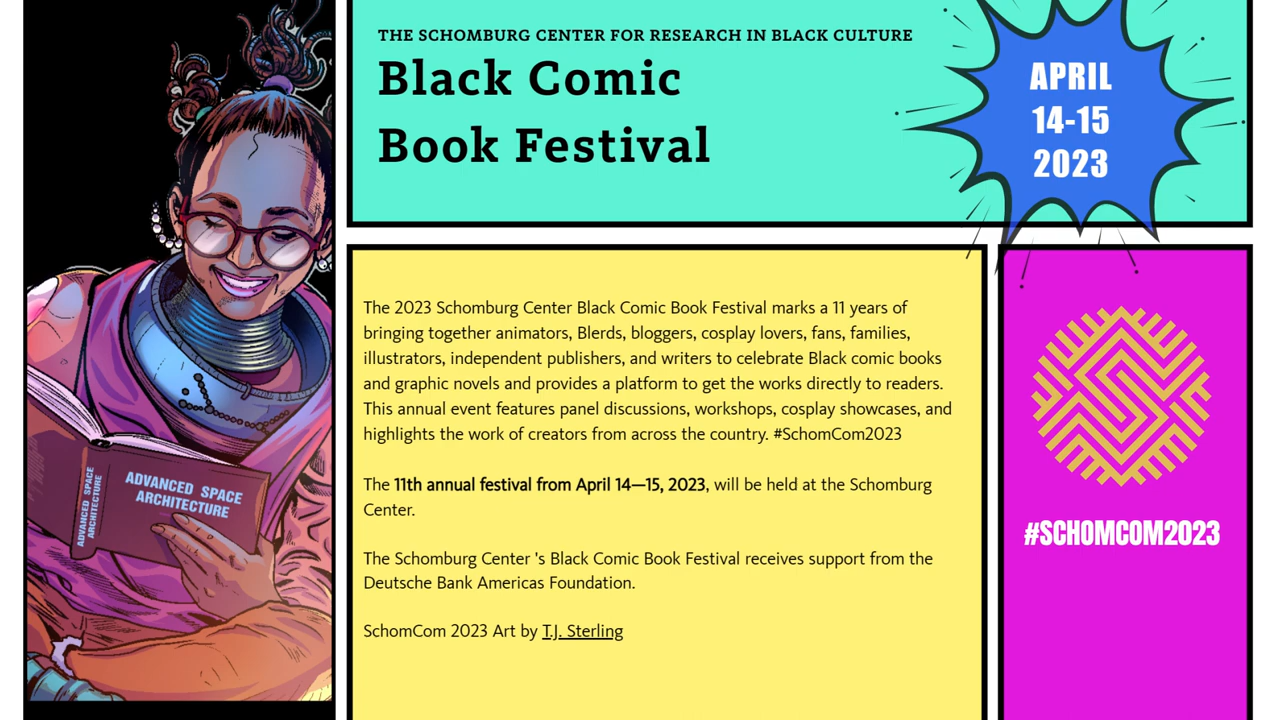 THE SCHOMBURG CENTER FOR RESEARCH IN BLACK CULTURE
Black Comic
Book Festival
APRIL
14-15
2023
The 2023 Schomburg Center Black Comic Book Festival marks a 11 years of
bringing together animators, Blerds, bloggers, cosplay lovers, fans, families,
illustrators, independent publishers, and writers to celebrate Black comic books
and graphic novels and provides a platform to get the works directly to readers.
This annual event features panel discussions, workshops, cosplay showcases, and
highlights the work of creators from across the country. #SchomCom2023
The 11th annual festival from April 14—15, 2023, will be held at the Schomburg
Center.
The Schomburg Center 's Black Comic Book Festival receives support from the
Deutsche Bank Americas Foundation.
SchomCom 2023 Art by T.J. Sterling
#SCHOMCOM2023
ADVANCED SPACE
ARCHITECTURE
ADVANCED SPACE
ARCHITECTURE